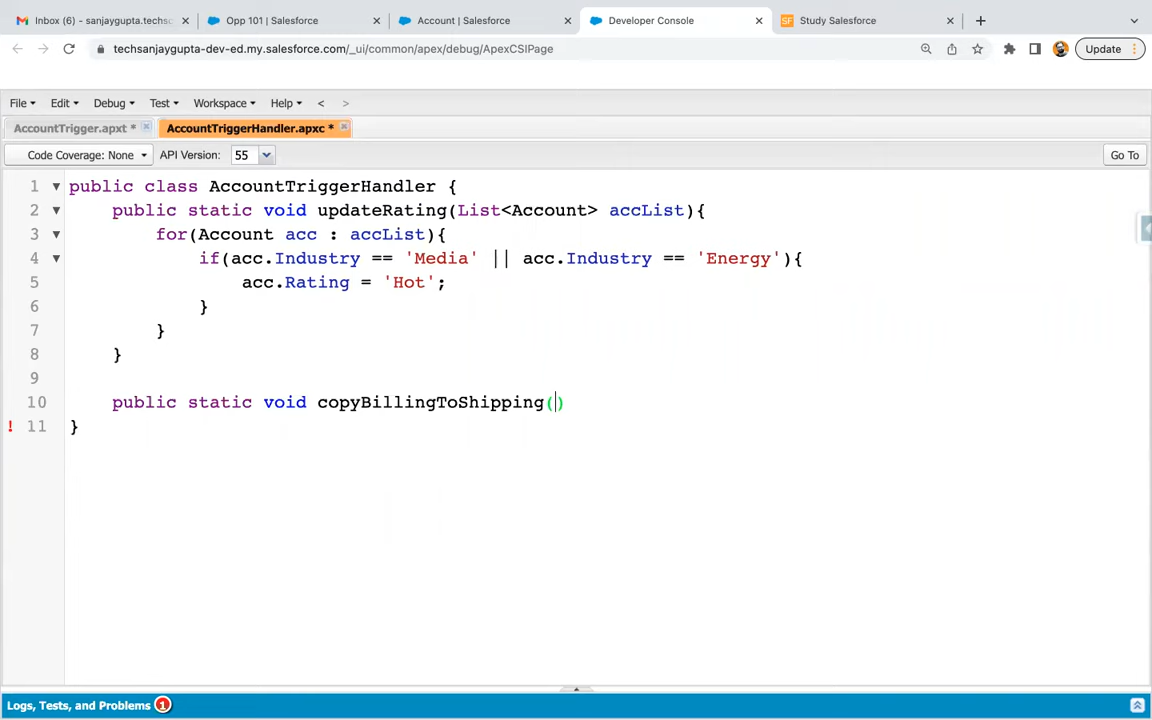 Inbox (6) - sanjaygupta.techsc
Opp 101 | Salesforce
Account | Salesforce
Developer Console
SF Study Salesforce
techsanjaygupta-dev-ed.my.salesforce.com/_ui/common/apex/debug/ApexCSIPage
Update
File Edit Debug Test Workspace Help < >
AccountTrigger.apxt * AccountTriggerHandler.apxc *
Code Coverage: None API Version: 55 Go To
1 public class AccountTriggerHandler {
2 public static void updateRating(List<Account> accList){
3 for(Account acc : accList){
4 if(acc.Industry == 'Media' || acc.Industry == 'Energy'){
5 acc.Rating = 'Hot';
6 }
7 }
8 }
9
10 public static void copyBillingToShipping()
! 11 }
Logs, Tests, and Problems 1